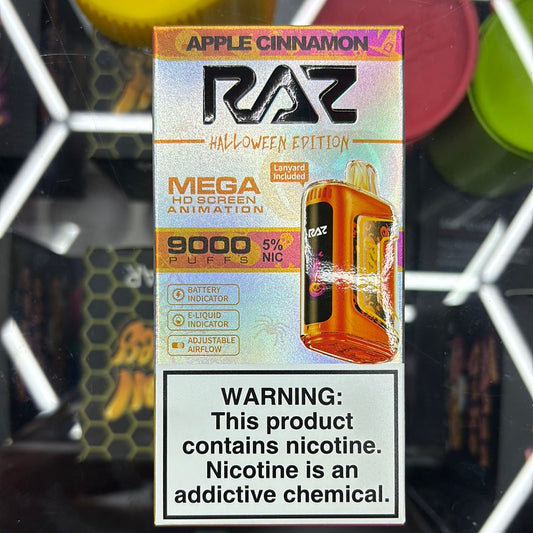 APPLE CINNAMON
RAZ
HALLOWEEN EDITION
Lanyard
Included
MEGA
HD SCREEN
ANIMATION
RAZ
9000
PUFFS
5%
NIC
BATTERY
INDICATOR
E-LIQUID
INDICATOR
ADJUSTABLE
AIRFLOW
WARNING:
This product
contains nicotine.
Nicotine is an
addictive chemical.